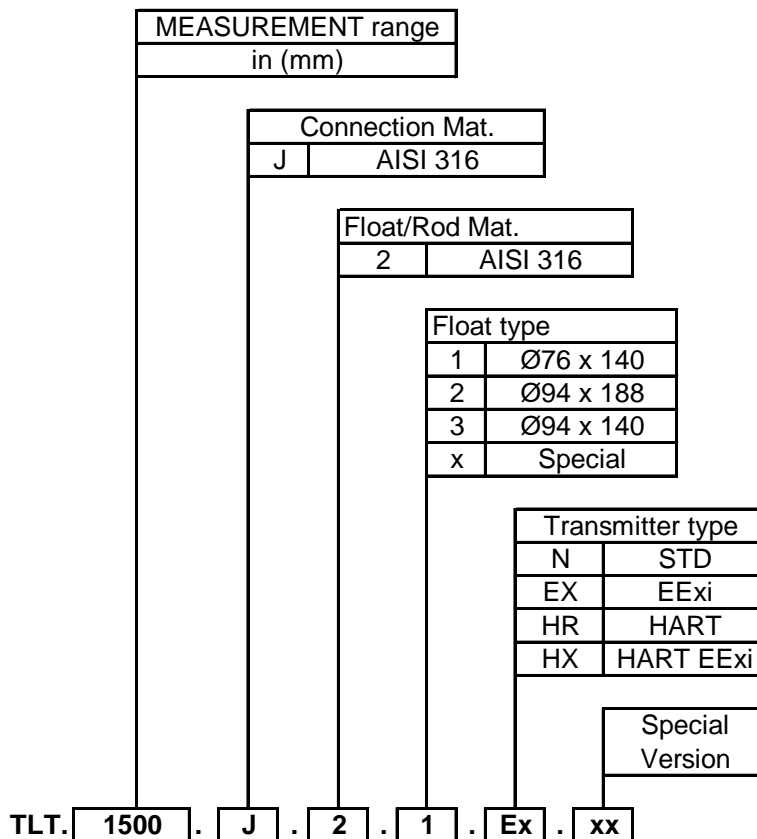 MEASUREMENT range
in (mm)
Connection Mat.
J AISI 316
Float/Rod Mat.
2 AISI 316
Float type
1 Ø76 x 140
2 Ø94 x 188
3 Ø94 x 140
x Special
Transmitter type
N STD
EX EExi
HR HART
HX HART EExi
Special
Version
TLT. 1500 . J . 2 . 1 . Ex . xx